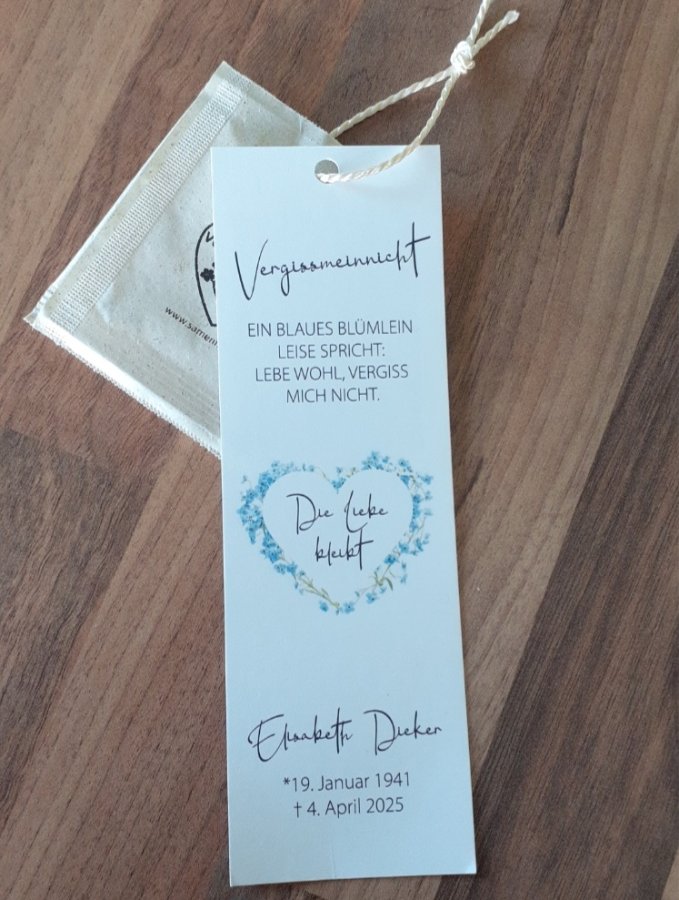 Vergissmeinnicht
EIN BLAUES BLÜMLEIN
LEISE SPRICHT:
LEBE WOHL, VERGISS
MICH NICHT.
Die Liebe
bleibt
Elisabeth Dieker
*19. Januar 1941
† 4. April 2025